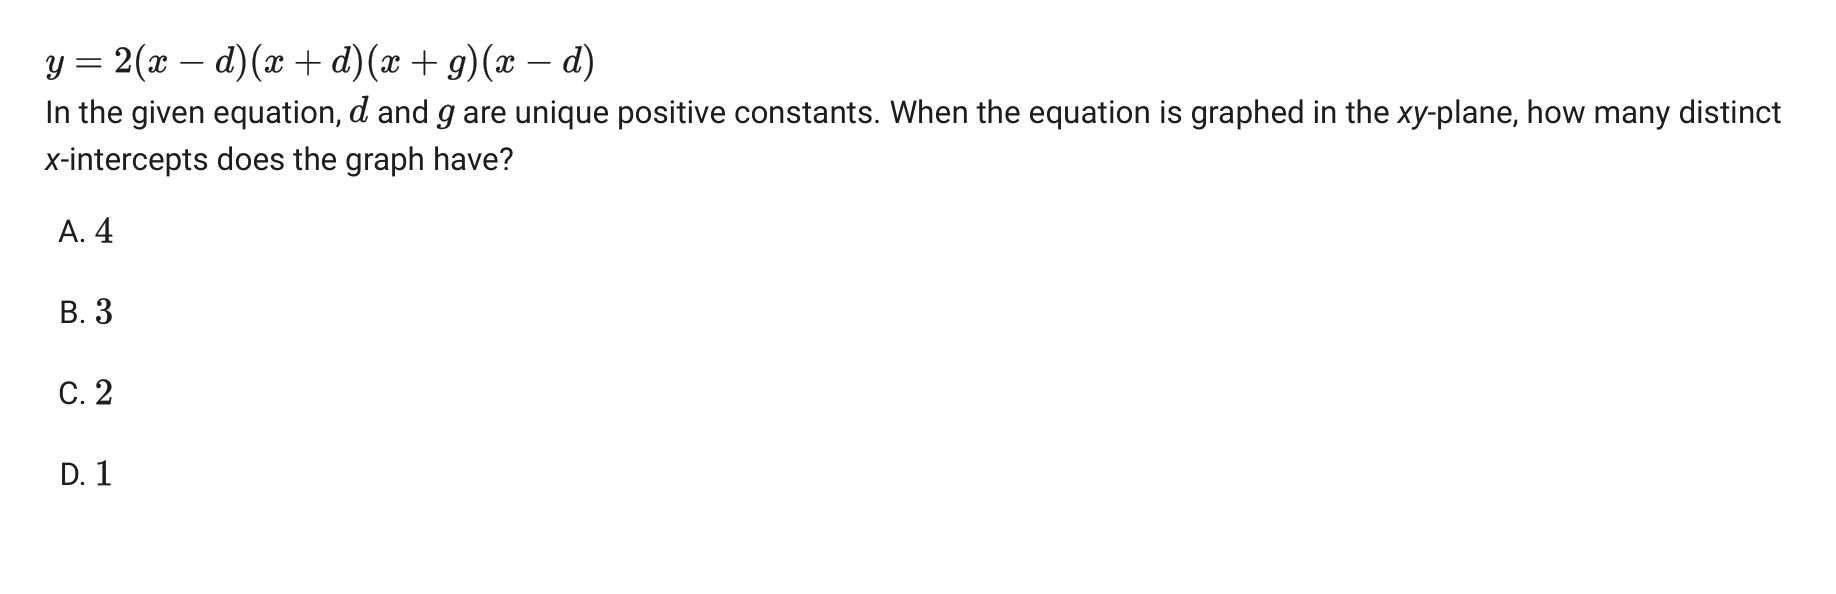 y = 2(x − d)(x + d)(x + g)(x − d)
In the given equation, d and g are unique positive constants. When the equation is graphed in the xy-plane, how many distinct
x-intercepts does the graph have?
A. 4
B. 3
C. 2
D. 1